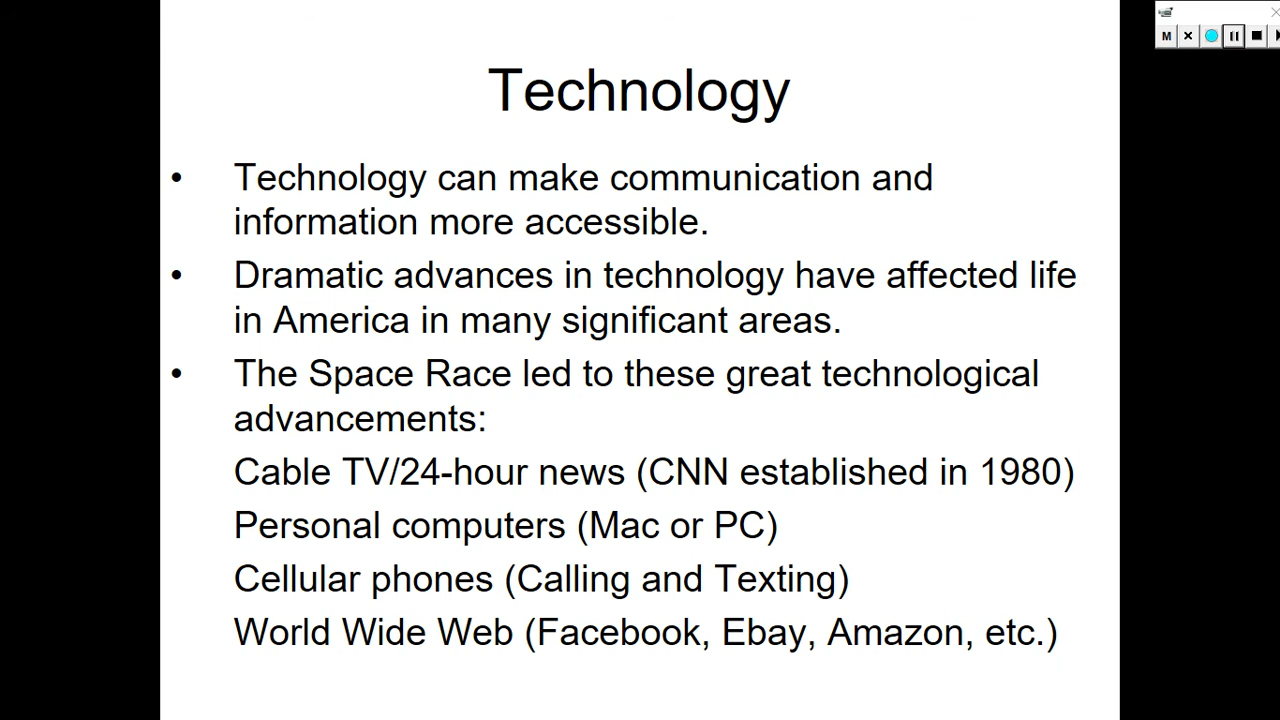 Technology
• Technology can make communication and
information more accessible.
• Dramatic advances in technology have affected life
in America in many significant areas.
• The Space Race led to these great technological
advancements:
Cable TV/24-hour news (CNN established in 1980)
Personal computers (Mac or PC)
Cellular phones (Calling and Texting)
World Wide Web (Facebook, Ebay, Amazon, etc.)
M